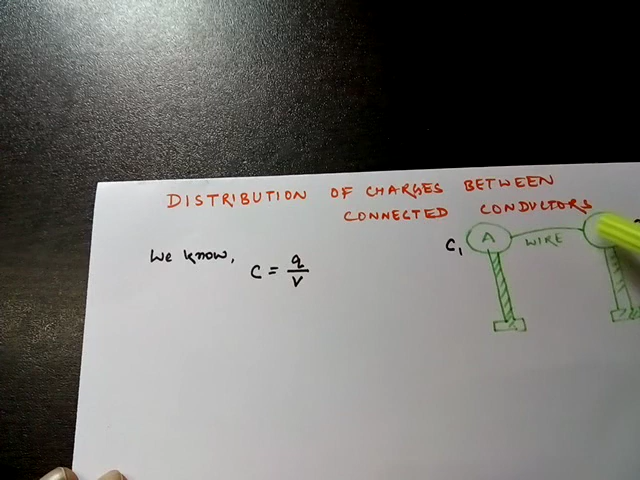 DISTRIBUTION OF CHARGES BETWEEN
CONNECTED CONDUCTORS
We know,
C = q/V
C₁
A
WIRE